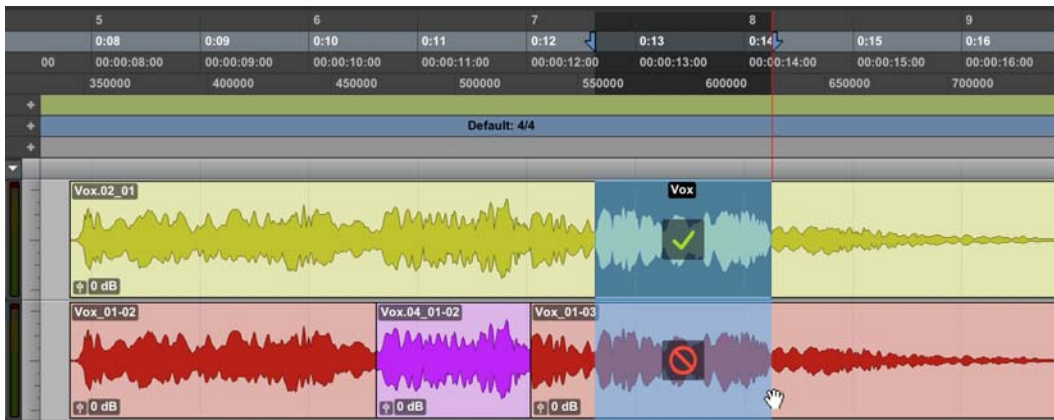 5 6 7 8 9
0:08 0:09 0:10 0:11 0:12 0:13 0:14 0:15 0:16
00 00:00:08:00 00:00:09:00 00:00:10:00 00:00:11:00 00:00:12:00 00:00:13:00 00:00:14:00 00:00:15:00 00:00:16:00
350000 400000 450000 500000 550000 600000 650000 700000
Default: 4/4
Vox.02_01 Vox
0 dB
Vox_01-02 Vox.04_01-02 Vox_01-03
0 dB 0 dB 0 dB